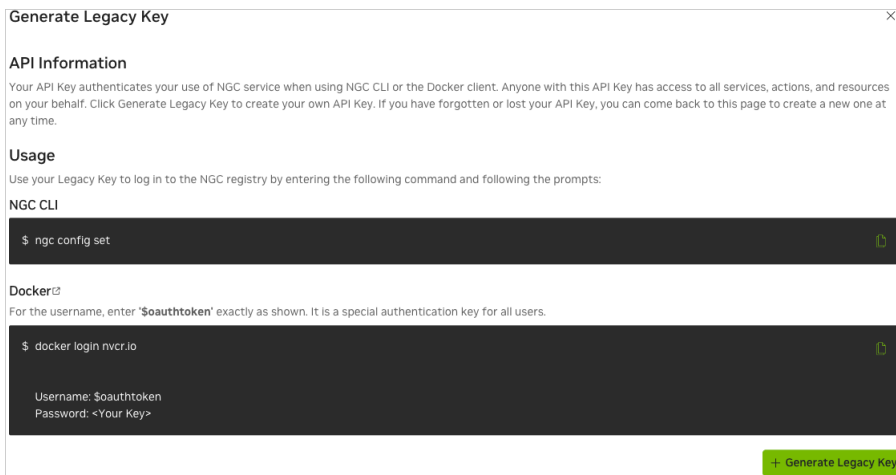 Generate Legacy Key
API Information
Your API Key authenticates your use of NGC service when using NGC CLI or the Docker client. Anyone with this API Key has access to all services, actions, and resources
on your behalf. Click Generate Legacy Key to create your own API Key. If you have forgotten or lost your API Key, you can come back to this page to create a new one at
any time.
Usage
Use your Legacy Key to log in to the NGC registry by entering the following command and following the prompts:
NGC CLI
$ ngc config set
Docker
For the username, enter '$oauthtoken' exactly as shown. It is a special authentication key for all users.
$ docker login nvcr.io
Username: $oauthtoken
Password: <Your Key>
+ Generate Legacy Key